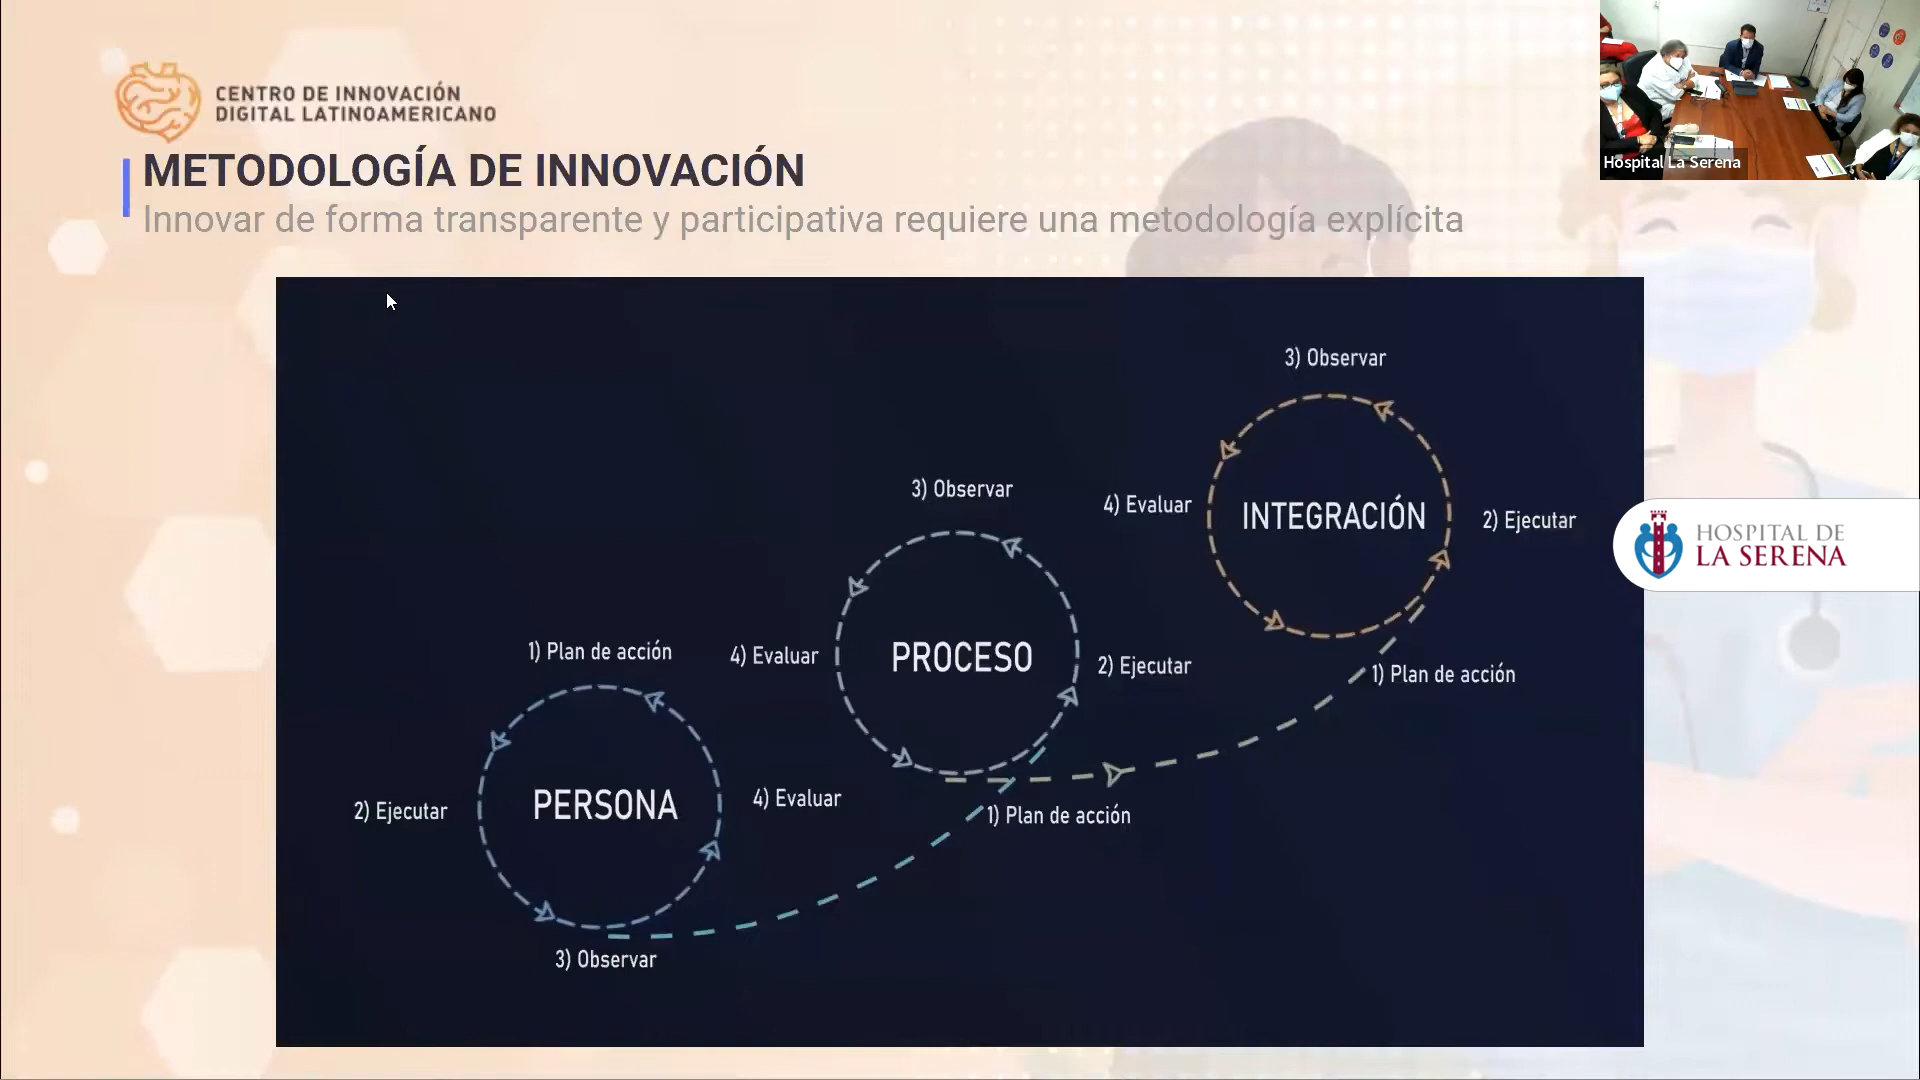 CENTRO DE INNOVACIÓN
DIGITAL LATINOAMERICANO
METODOLOGÍA DE INNOVACIÓN
Innovar de forma transparente y participativa requiere una metodología explícita
Hospital La Serena
3) Observar
4) Evaluar
INTEGRACIÓN
2) Ejecutar
1) Plan de acción
3) Observar
4) Evaluar
PROCESO
2) Ejecutar
1) Plan de acción
1) Plan de acción
2) Ejecutar
PERSONA
4) Evaluar
3) Observar
HOSPITAL DE
LA SERENA